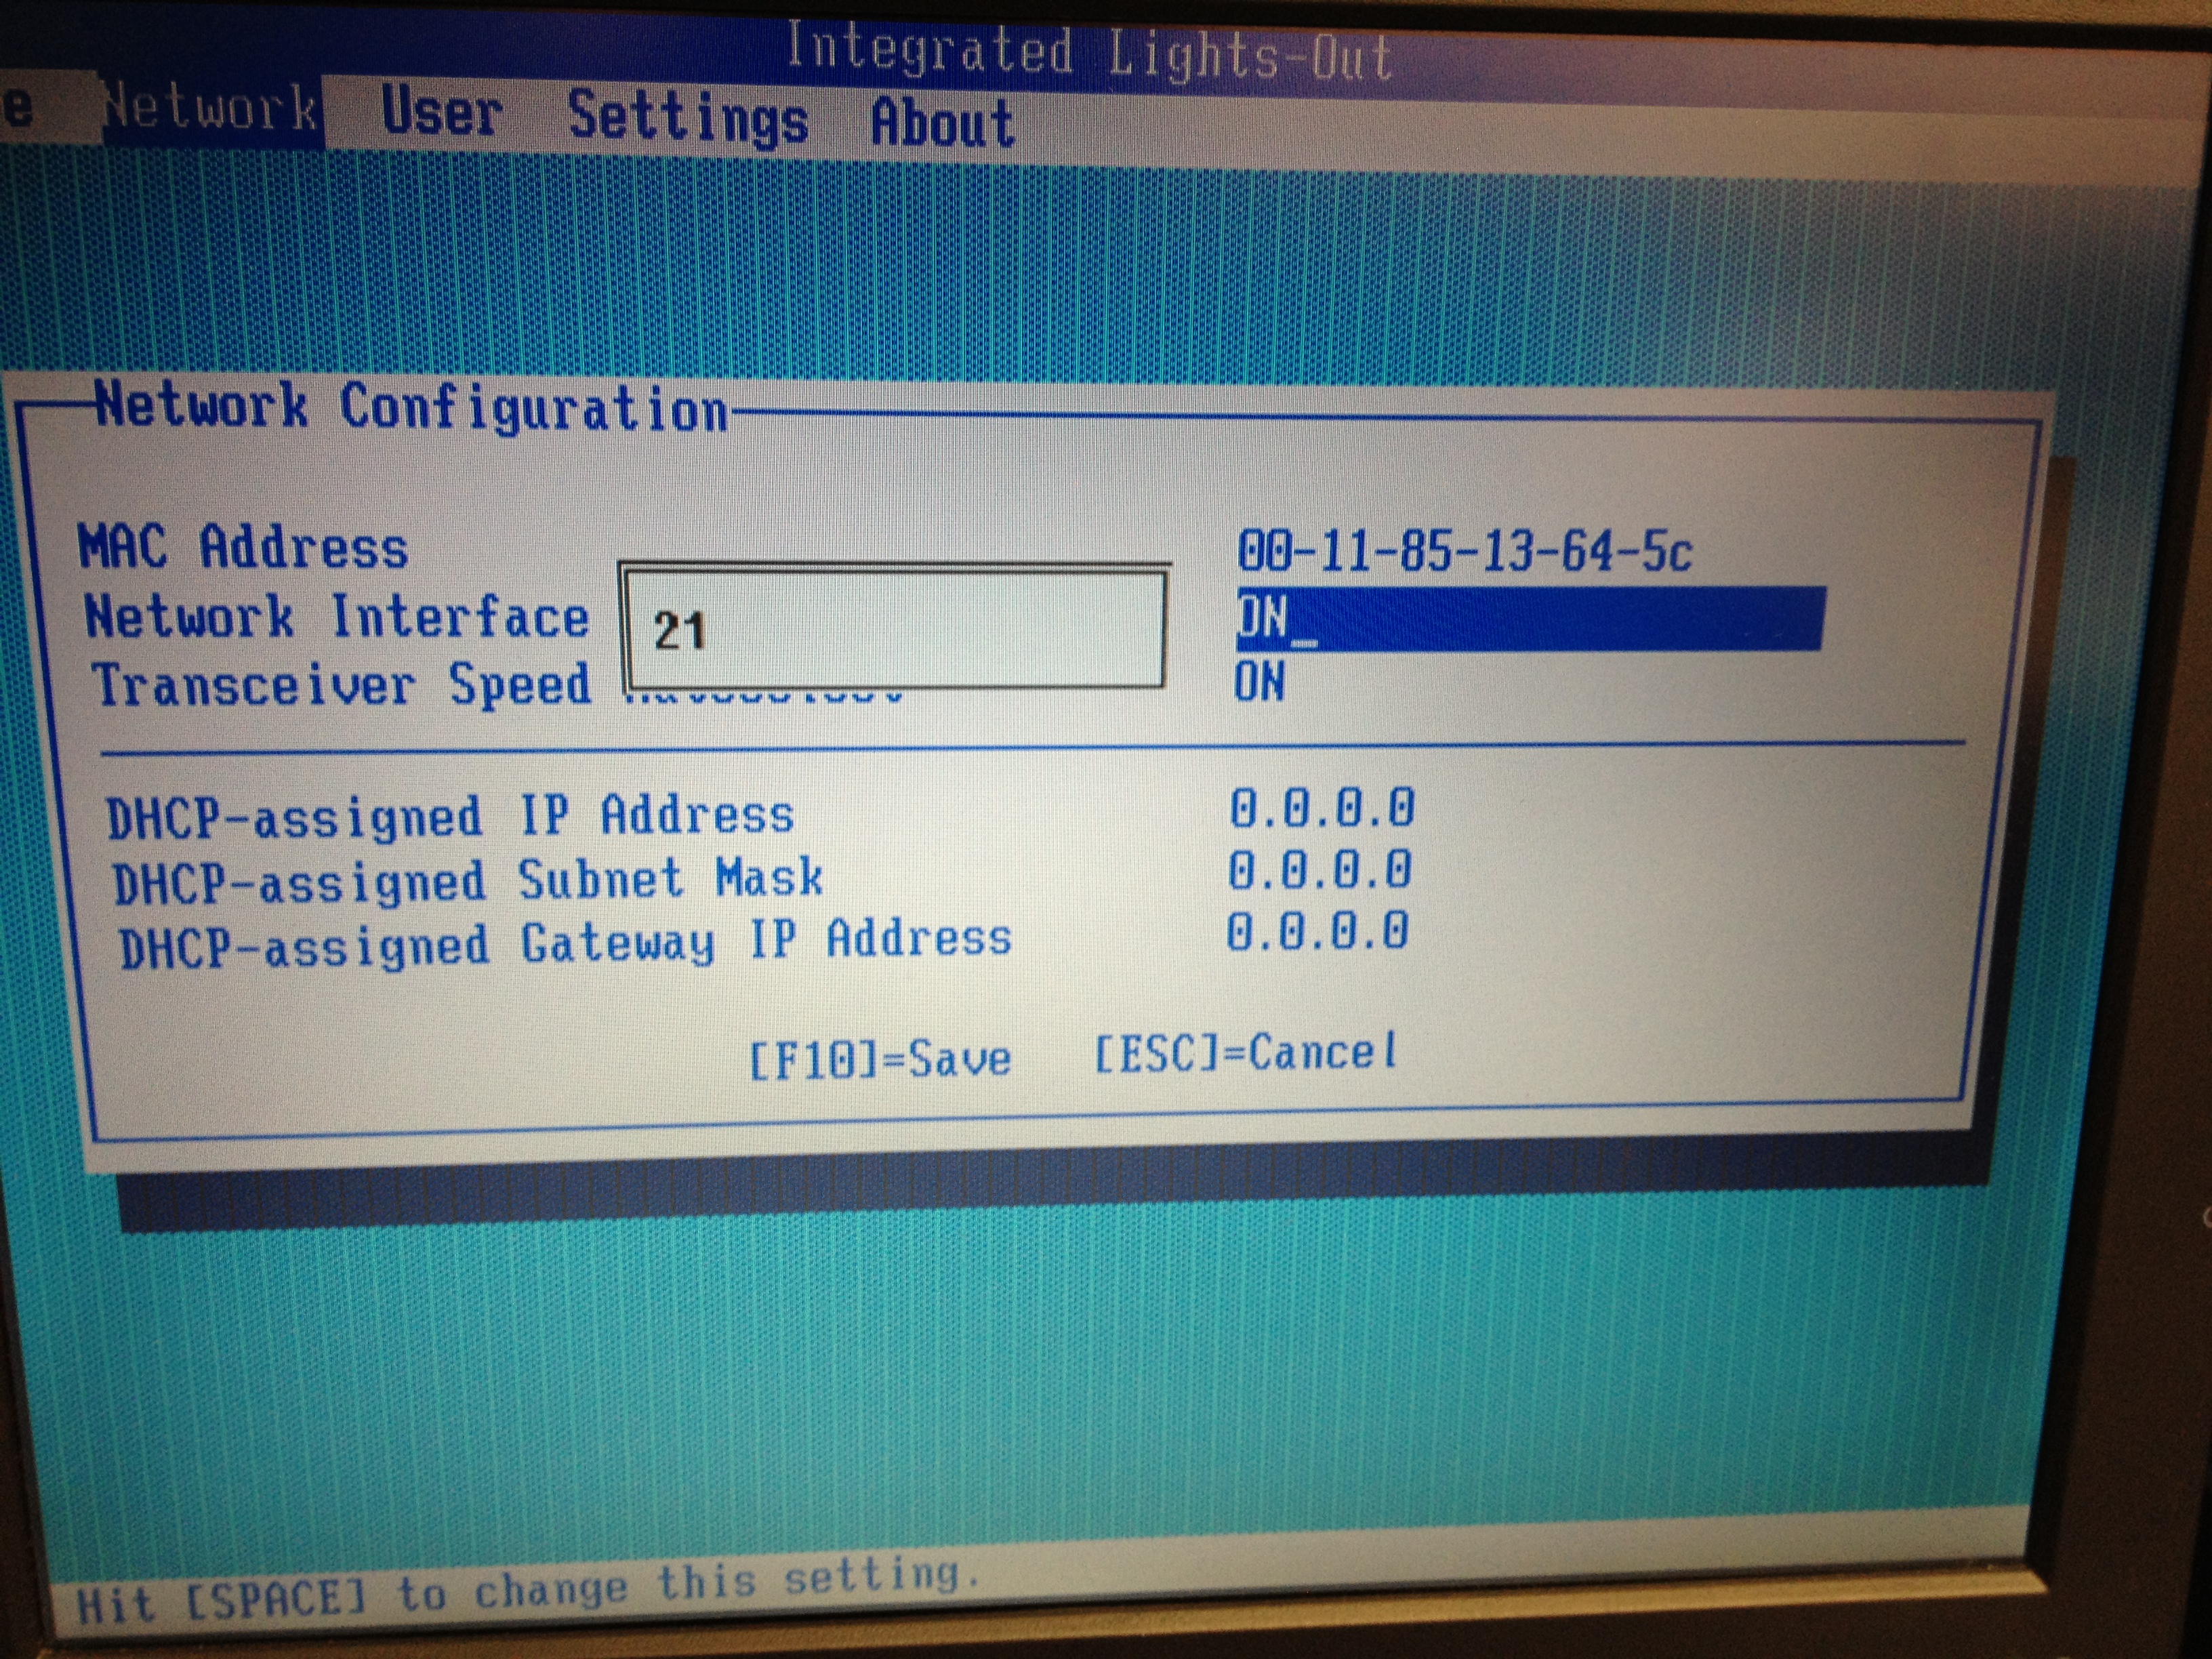 Integrated Lights-Out
e Network User Settings About
Network Configuration
MAC Address 00-11-85-13-64-5c
Network Interface 21 ON_
Transceiver Speed ON
DHCP-assigned IP Address 0.0.0.0
DHCP-assigned Subnet Mask 0.0.0.0
DHCP-assigned Gateway IP Address 0.0.0.0
[F10]=Save [ESC]=Cancel
Hit [SPACE] to change this setting.